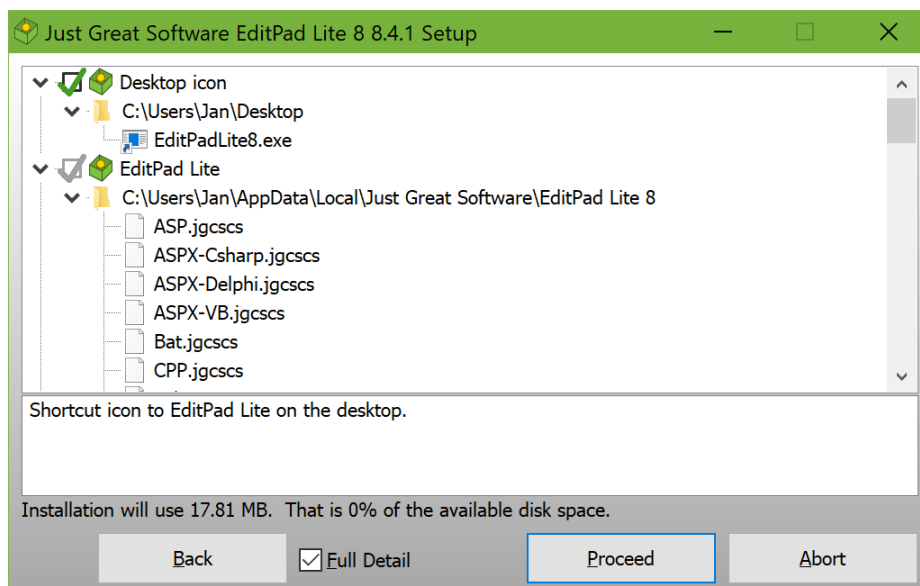 Just Great Software EditPad Lite 8 8.4.1 Setup
Desktop icon
C:\Users\Jan\Desktop
EditPadLite8.exe
EditPad Lite
C:\Users\Jan\AppData\Local\Just Great Software\EditPad Lite 8
ASP.jgcscs
ASPX-Csharp.jgcscs
ASPX-Delphi.jgcscs
ASPX-VB.jgcscs
Bat.jgcscs
CPP.jgcscs
Shortcut icon to EditPad Lite on the desktop.
Installation will use 17.81 MB.  That is 0% of the available disk space.
Back Full Detail Proceed Abort